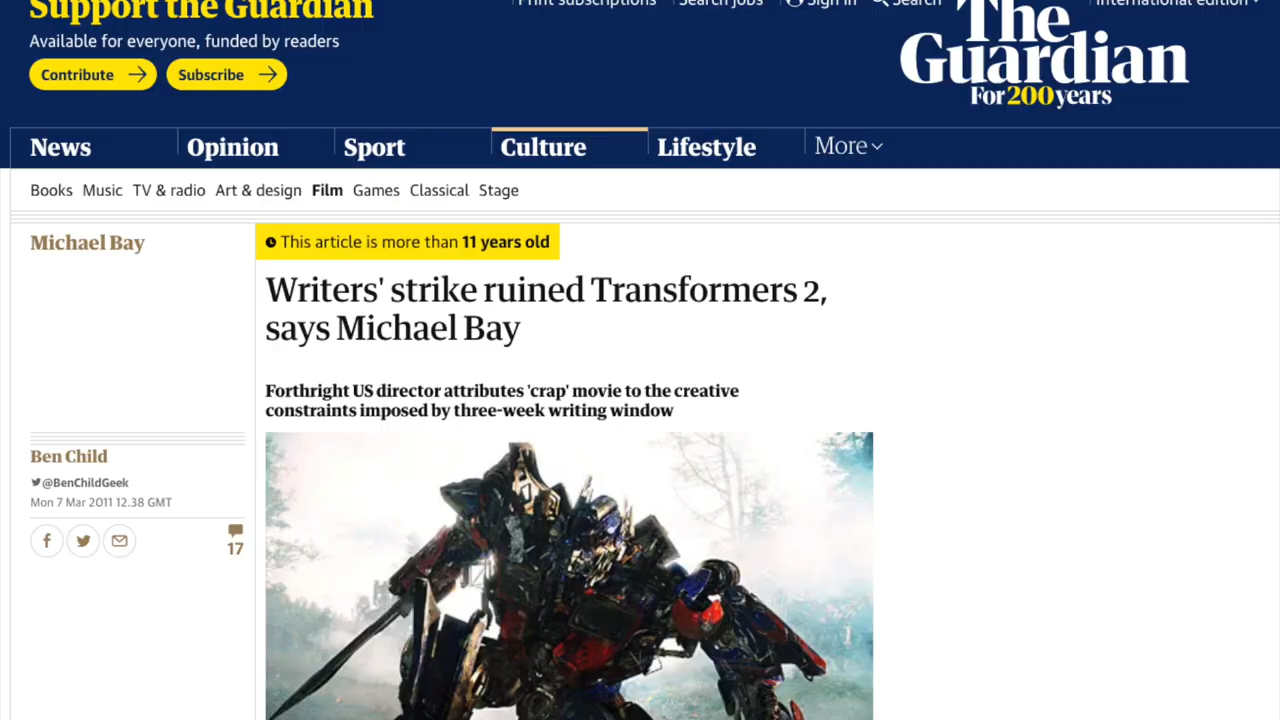 Support the Guardian
Available for everyone, funded by readers
Contribute
Subscribe
Print subscriptions
Search jobs
Sign in
Search
International edition
The
Guardian
For 200 years
News
Opinion
Sport
Culture
Lifestyle
More
Books
Music
TV & radio
Art & design
Film
Games
Classical
Stage
Michael Bay
This article is more than 11 years old
Writers' strike ruined Transformers 2,
says Michael Bay
Forthright US director attributes 'crap' movie to the creative
constraints imposed by three-week writing window
Ben Child
@BenChildGeek
Mon 7 Mar 2011 12.38 GMT
17